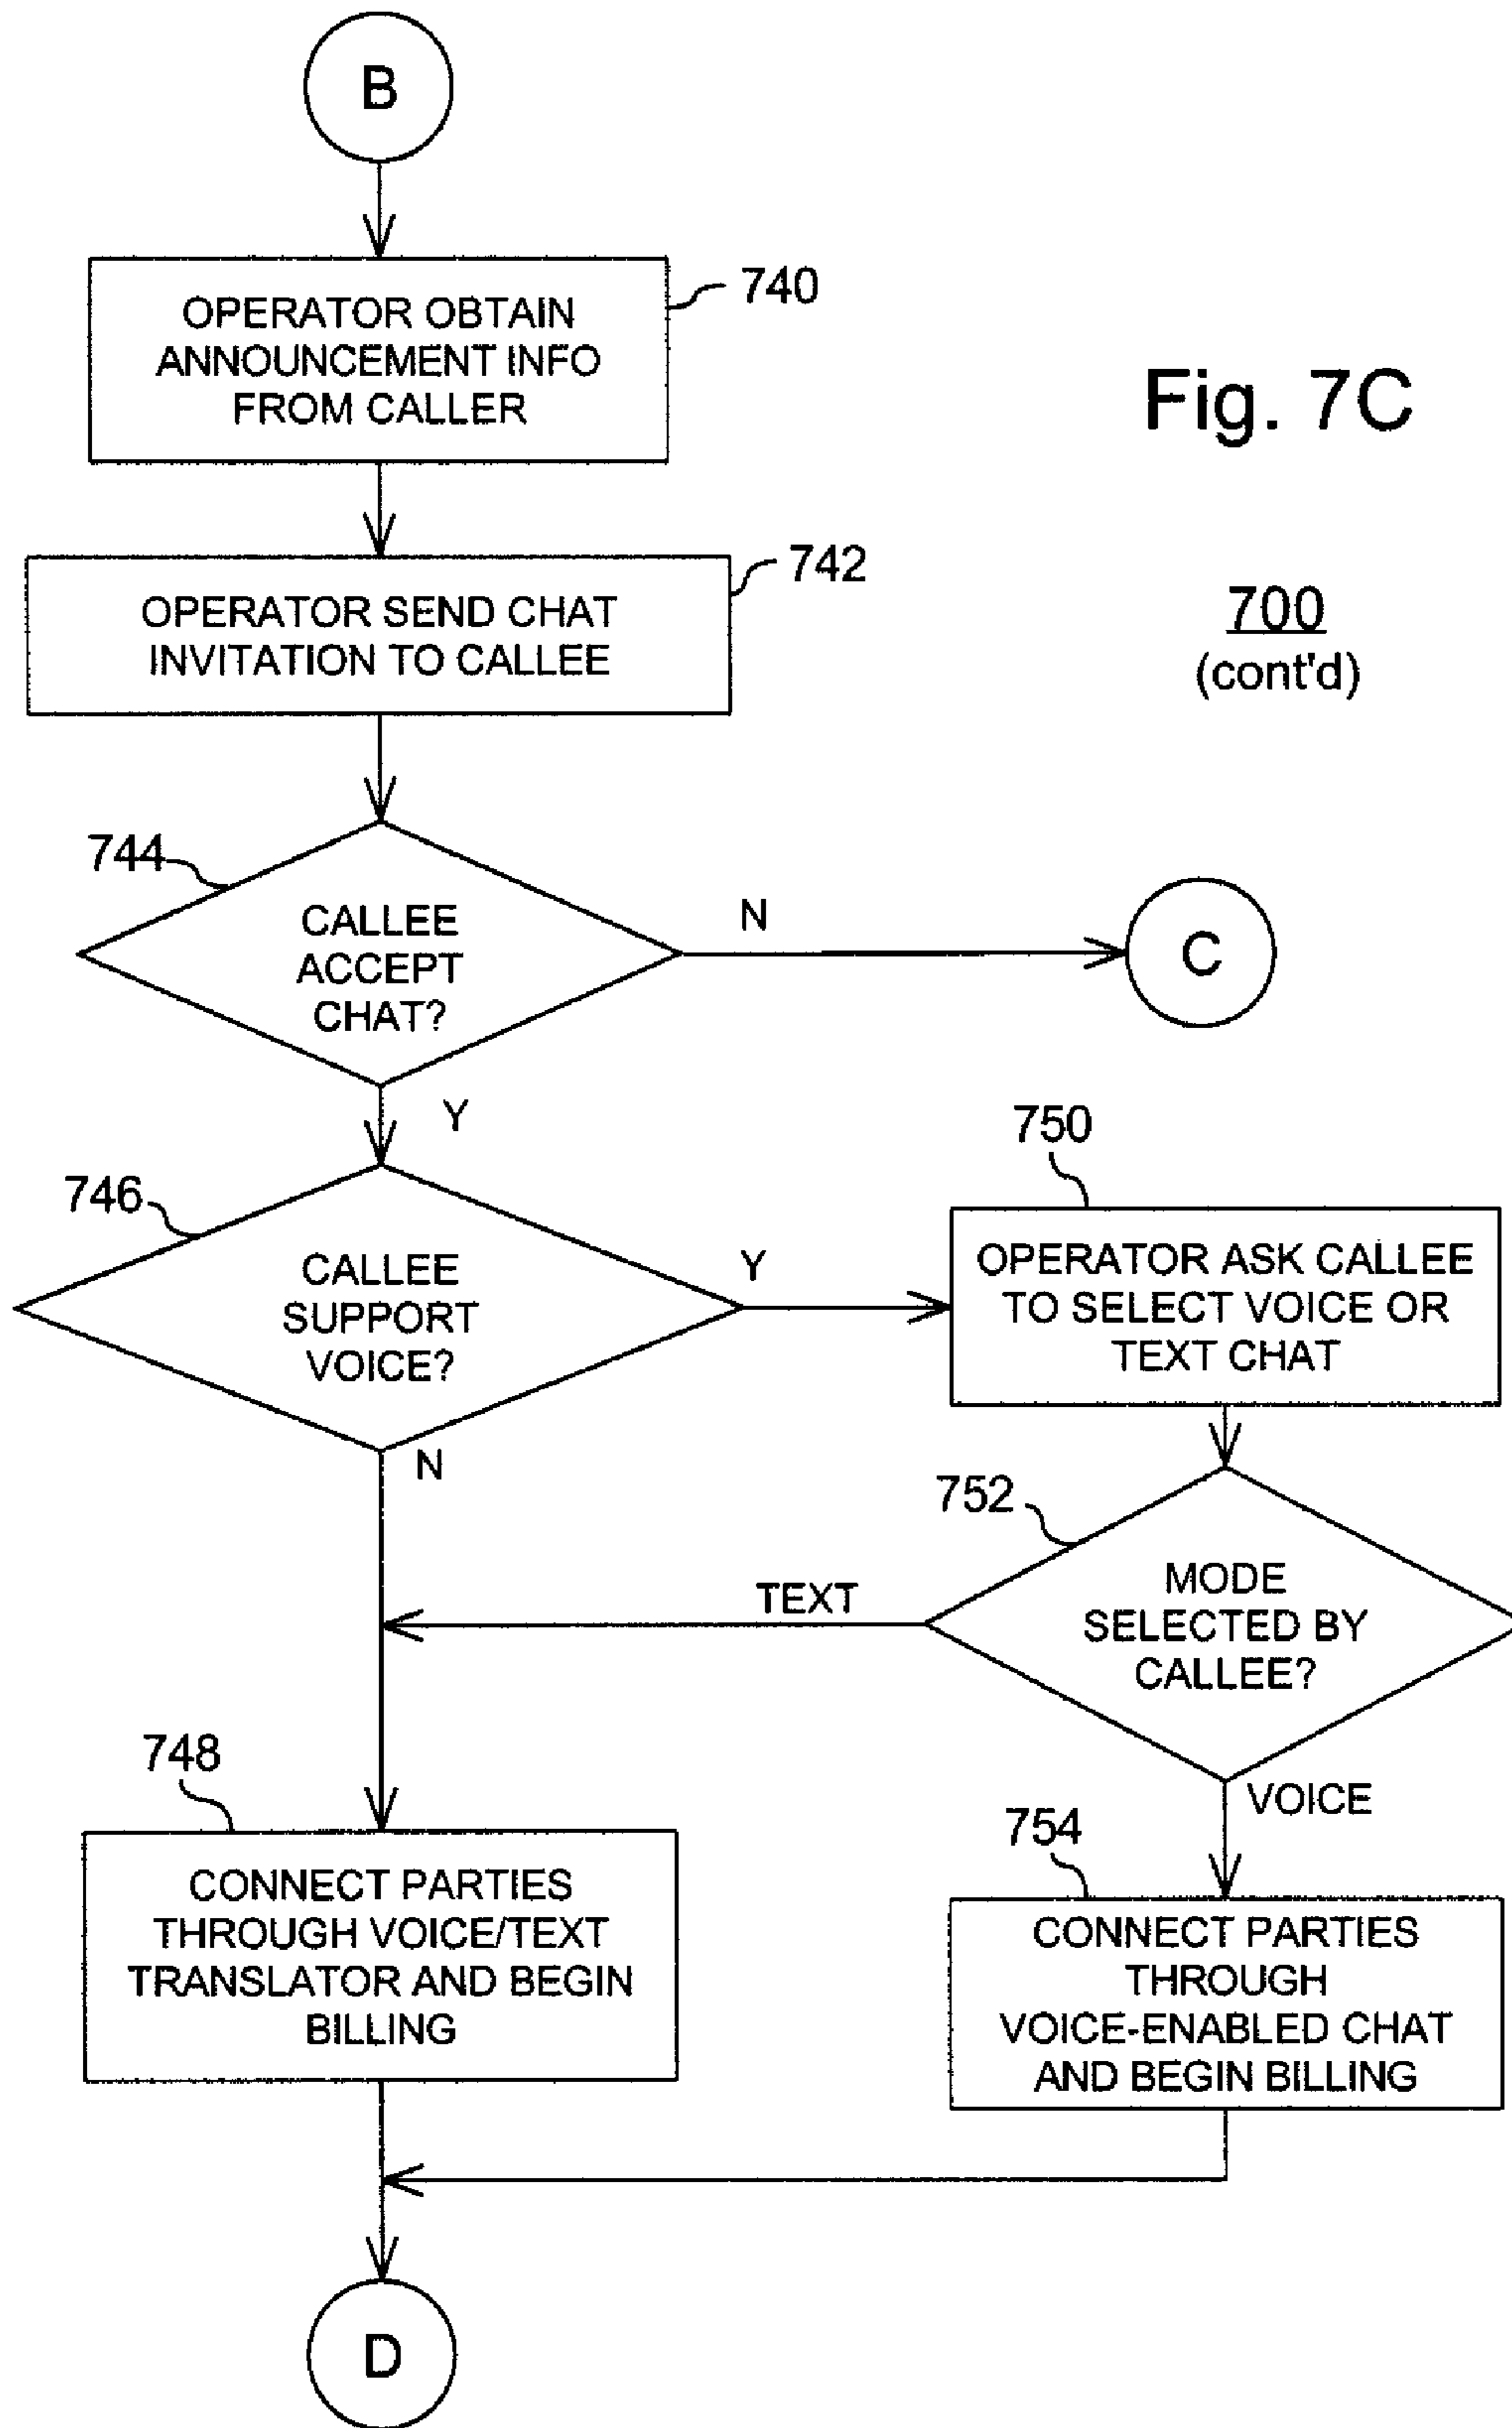 B
740
OPERATOR OBTAIN
ANNOUNCEMENT INFO
FROM CALLER
Fig. 7C
742
OPERATOR SEND CHAT
INVITATION TO CALLEE
700
(cont'd)
744
CALLEE
ACCEPT
CHAT?
N
C
Y
746
CALLEE
SUPPORT
VOICE?
Y
750
OPERATOR ASK CALLEE
TO SELECT VOICE OR
TEXT CHAT
N
752
MODE
SELECTED BY
CALLEE?
TEXT
VOICE
748
CONNECT PARTIES
THROUGH VOICE/TEXT
TRANSLATOR AND BEGIN
BILLING
754
CONNECT PARTIES
THROUGH
VOICE-ENABLED CHAT
AND BEGIN BILLING
D